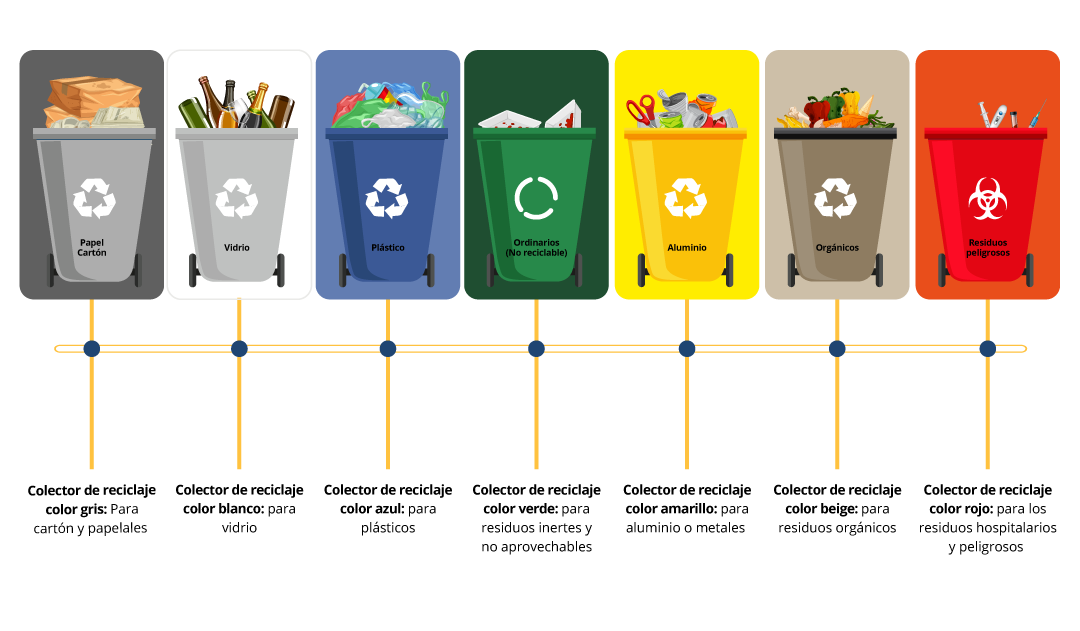 Papel
Cartón
Vidrio
Plástico
Ordinarios
(No reciclable)
Aluminio
Orgánicos
Residuos
peligrosos
Colector de reciclaje
color gris: Para
cartón y papelales
Colector de reciclaje
color blanco: para
vidrio
Colector de reciclaje
color azul: para
plásticos
Colector de reciclaje
color verde: para
residuos inertes y
no aprovechables
Colector de reciclaje
color amarillo: para
aluminio o metales
Colector de reciclaje
color beige: para
residuos orgánicos
Colector de reciclaje
color rojo: para los
residuos hospitalarios
y peligrosos